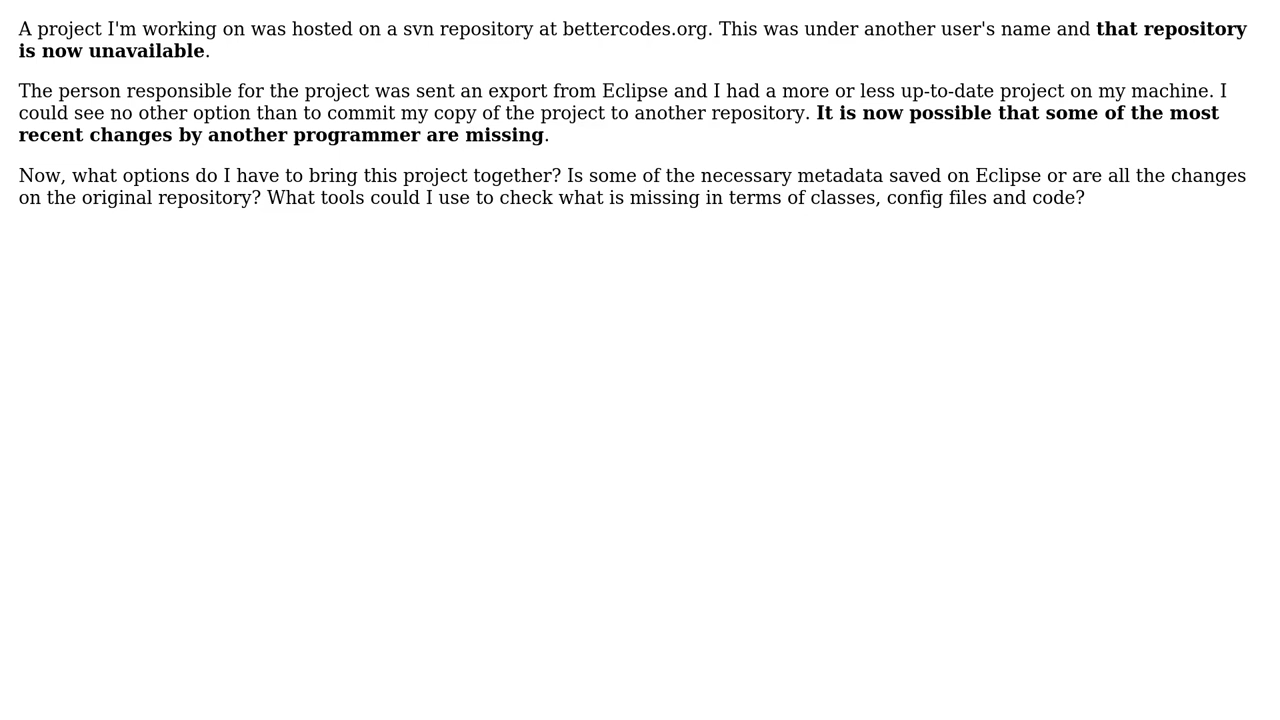 A project I'm working on was hosted on a svn repository at bettercodes.org. This was under another user's name and that repository
is now unavailable.
The person responsible for the project was sent an export from Eclipse and I had a more or less up-to-date project on my machine. I
could see no other option than to commit my copy of the project to another repository. It is now possible that some of the most
recent changes by another programmer are missing.
Now, what options do I have to bring this project together? Is some of the necessary metadata saved on Eclipse or are all the changes
on the original repository? What tools could I use to check what is missing in terms of classes, config files and code?